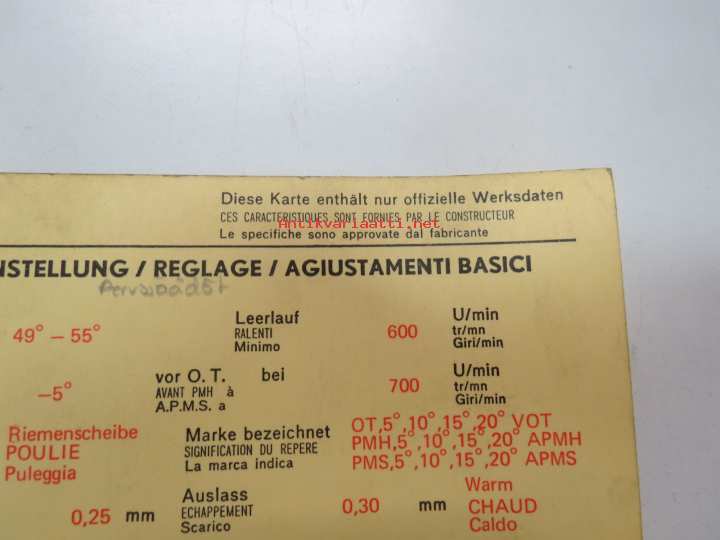 Diese Karte enthält nur offizielle Werksdaten
CES CARACTERISTIQUES SONT FORNIES PAR LE CONSTRUCTEUR
Antikvariaatti.net
Le specifiche sono approvate dal fabricante
NSTELLUNG / REGLAGE / AGIUSTAMENTI BASICI
49° – 55°
Leerlauf
RALENTI
Minimo
600
U/min
tr/mn
Giri/min
–5°
vor O.T. bei
AVANT PMH à
A.P.M.S. a
700
U/min
tr/mn
Giri/min
Riemenscheibe
POULIE
Puleggia
Marke bezeichnet
SIGNIFICATION DU REPERE
La marca indica
OT,5°,10°,15°,20° VOT
PMH,5°,10°,15°,20° APMH
PMS,5°,10°,15°,20° APMS
0,25 mm
Auslass
ECHAPPEMENT
Scarico
0,30 mm
Warm
CHAUD
Caldo